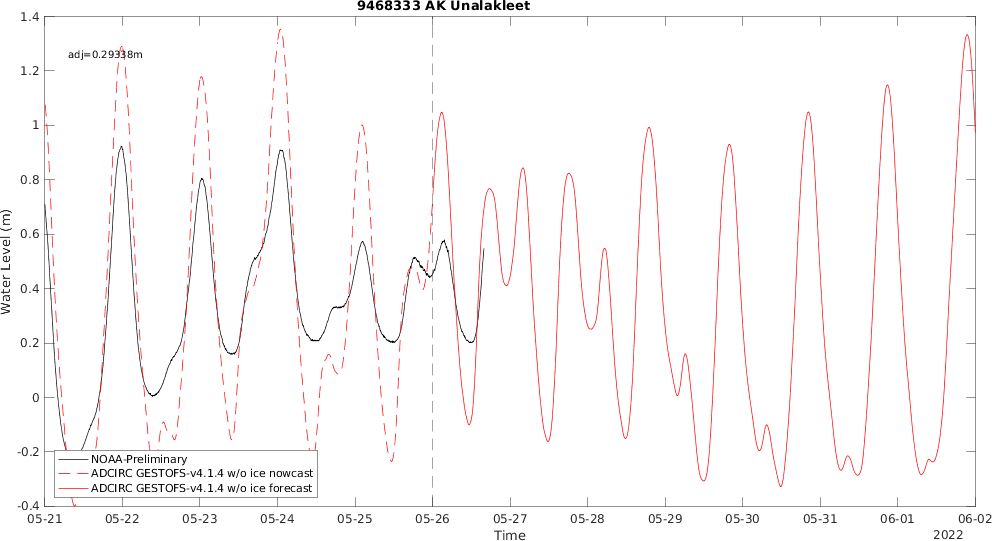 9468333 AK Unalakleet
adj=0.29338m
1.4
1.2
1
0.8
0.6
0.4
0.2
0
-0.2
-0.4
Water Level (m)
NOAA-Preliminary
ADCIRC GESTOFS-v4.1.4 w/o ice nowcast
ADCIRC GESTOFS-v4.1.4 w/o ice forecast
05-21 05-22 05-23 05-24 05-25 05-26 05-27 05-28 05-29 05-30 05-31 06-01 06-02
Time
2022